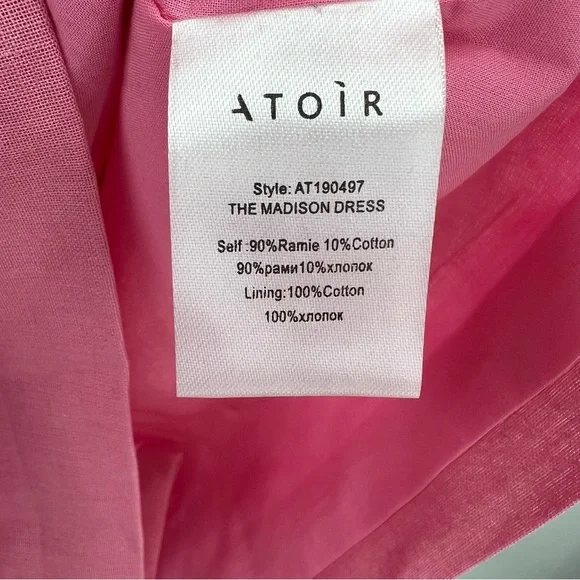 ATOÌR
Style: AT190497
THE MADISON DRESS
Self :90%Ramie 10%Cotton
90%рами10%хлопок
Lining:100%Cotton
100%хлопок